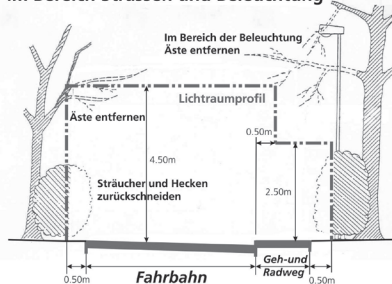 Im Bereich Strassen und Beleuchtung
Im Bereich der Beleuchtung
Äste entfernen
Lichtraumprofil
Äste entfernen
0.50m
4.50m
Sträucher und Hecken
zurückschneiden
2.50m
0.50m
Fahrbahn
Geh-und
Radweg
0.50m